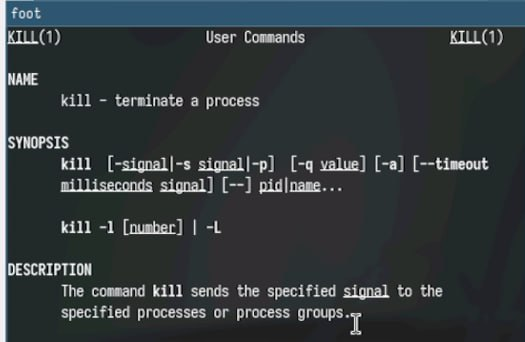 foot
KILL(1) User Commands KILL(1)
NAME
kill - terminate a process
SYNOPSIS
kill [-signal|-s signal|-p] [-q value] [-a] [--timeout
milliseconds signal] [--] pid|name...
kill -l [number] | -L
DESCRIPTION
The command kill sends the specified signal to the
specified processes or process groups.